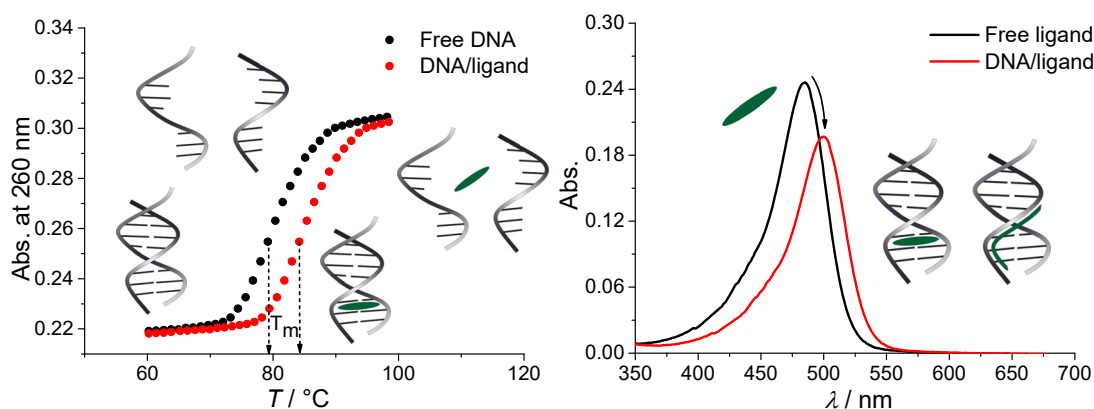 0.34
0.32
0.30
0.28
0.26
0.24
0.22
Abs. at 260 nm
Free DNA
DNA/ligand
Tm
60
80
100
120
T / °C
0.30
0.24
0.18
0.12
0.06
0.00
Abs.
Free ligand
DNA/ligand
350
400
450
500
550
600
650
700
λ / nm